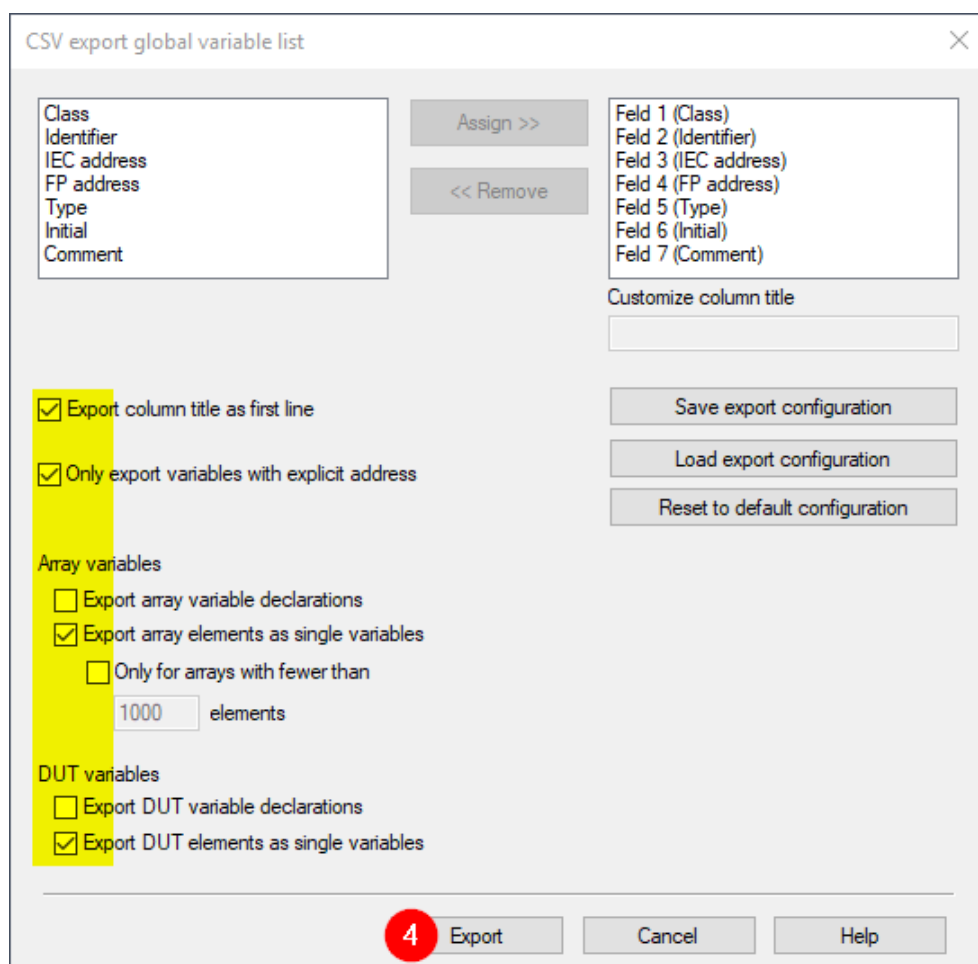 CSV export global variable list
Class
Identifier
IEC address
FP address
Type
Initial
Comment
Assign >>
<< Remove
Feld 1 (Class)
Feld 2 (Identifier)
Feld 3 (IEC address)
Feld 4 (FP address)
Feld 5 (Type)
Feld 6 (Initial)
Feld 7 (Comment)
Customize column title
Export column title as first line
Only export variables with explicit address
Save export configuration
Load export configuration
Reset to default configuration
Array variables
Export array variable declarations
Export array elements as single variables
Only for arrays with fewer than
1000 elements
DUT variables
Export DUT variable declarations
Export DUT elements as single variables
4 Export Cancel Help